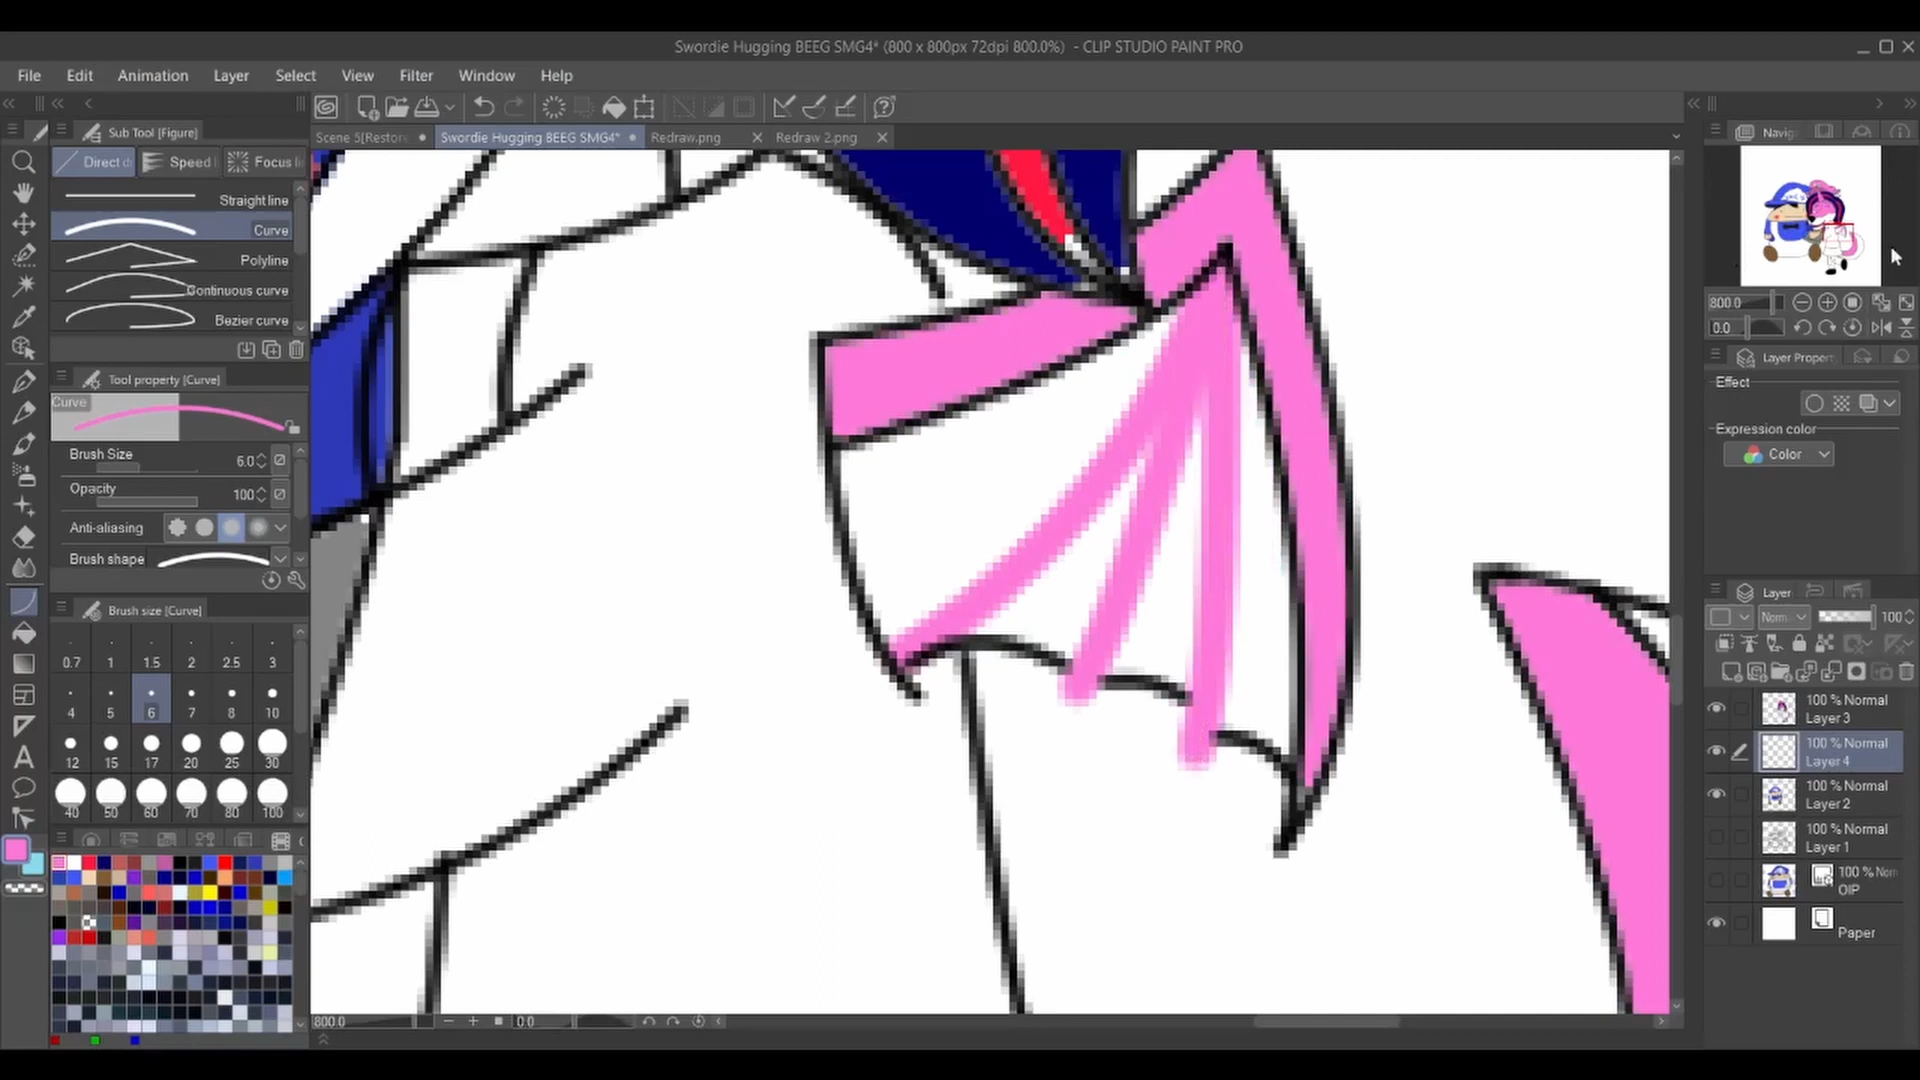 Swordie Hugging BEEG SMG4* (800 x 800px 72dpi 800.0%) - CLIP STUDIO PAINT PRO
File Edit Animation Layer Select View Filter Window Help
Sub Tool [Figure]
Scene 5[Restor
Swordie Hugging BEEG SMG4*
Redraw.png
Redraw 2.png
Navig
Direct d
Speed l
Focus li
Straight line
Curve
Polyline
Continuous curve
Bezier curve
Tool property [Curve]
Curve
Brush Size 6.0
Opacity 100
Anti-aliasing
Brush shape
Brush size [Curve]
0.7 1 1.5 2 2.5 3
4 5 6 7 8 10
12 15 17 20 25 30
40 50 60 70 80 100
800.0
0.0
800.0
0.0
Layer Propert
Effect
Expression color
Color
Layer
Norm 100
100 % Normal
Layer 3
100 % Normal
Layer 4
100 % Normal
Layer 2
100 % Normal
Layer 1
100 % Norr
OIP
Paper